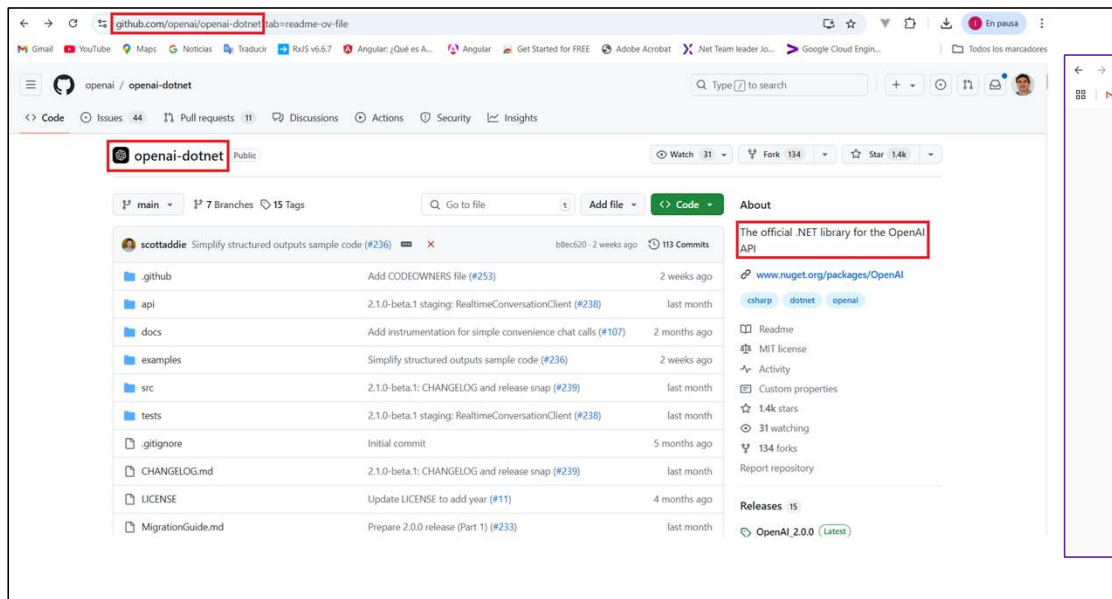 github.com/openai/openai-dotnet?tab=readme-ov-file
En pausa
Gmail YouTube Maps Noticias Traducir RxJS v6.6.7 Angular: ¿Qué es A... Angular Get Started for FREE Adobe Acrobat .Net Team leader Jo... Google Cloud Engin... Todos los marcadores
openai / openai-dotnet
Type / to search
Code Issues 44 Pull requests 11 Discussions Actions Security Insights
openai-dotnet Public
Watch 31 Fork 134 Star 1.4k
main 7 Branches 15 Tags Go to file t Add file Code
scottaddie Simplify structured outputs sample code (#236) b8ec620 · 2 weeks ago 113 Commits
.github Add CODEOWNERS file (#253) 2 weeks ago
api 2.1.0-beta.1 staging: RealtimeConversationClient (#238) last month
docs Add instrumentation for simple convenience chat calls (#107) 2 months ago
examples Simplify structured outputs sample code (#236) 2 weeks ago
src 2.1.0-beta.1: CHANGELOG and release snap (#239) last month
tests 2.1.0-beta.1 staging: RealtimeConversationClient (#238) last month
.gitignore Initial commit 5 months ago
CHANGELOG.md 2.1.0-beta.1: CHANGELOG and release snap (#239) last month
LICENSE Update LICENSE to add year (#11) 4 months ago
MigrationGuide.md Prepare 2.0.0 release (Part 1) (#233) last month
About
The official .NET library for the OpenAI
API
www.nuget.org/packages/OpenAI
csharp dotnet openai
Readme
MIT license
Activity
Custom properties
1.4k stars
31 watching
134 forks
Report repository
Releases 15
OpenAI_2.0.0 Latest